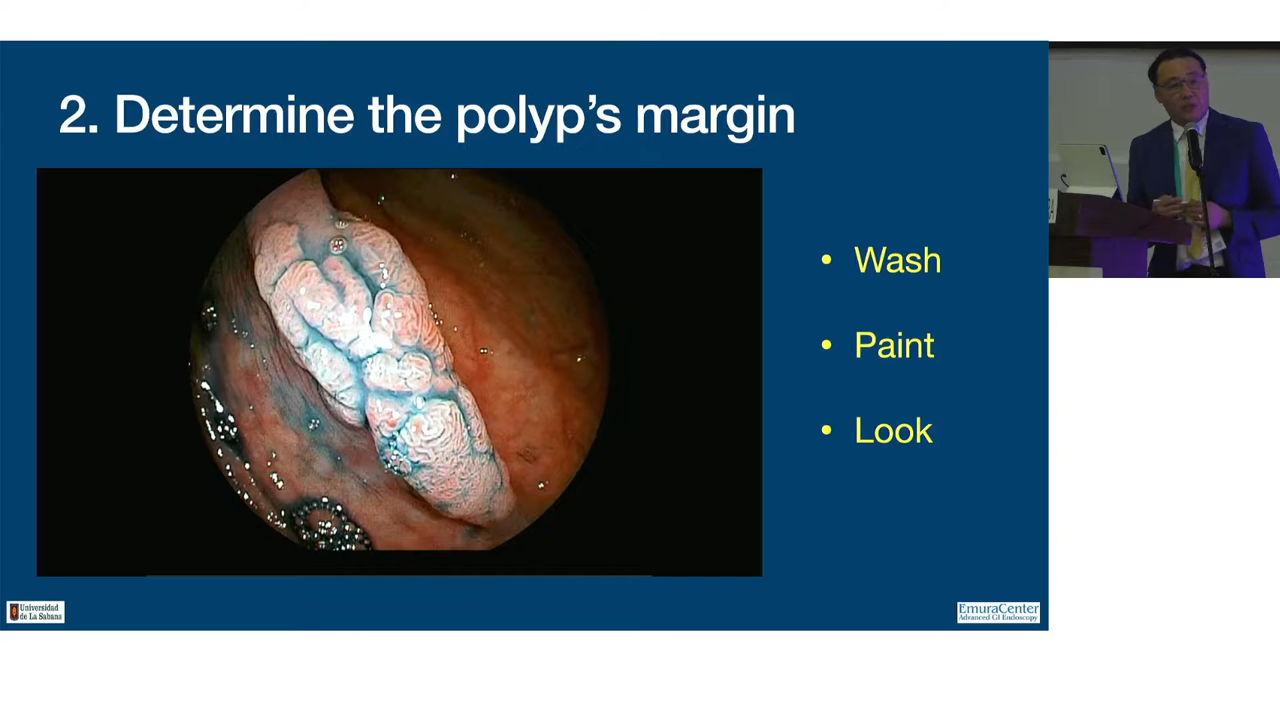 2. Determine the polyp’s margin
• Wash
• Paint
• Look
Universidad
de La Sabana
EmuraCenter
Advanced GI Endoscopy